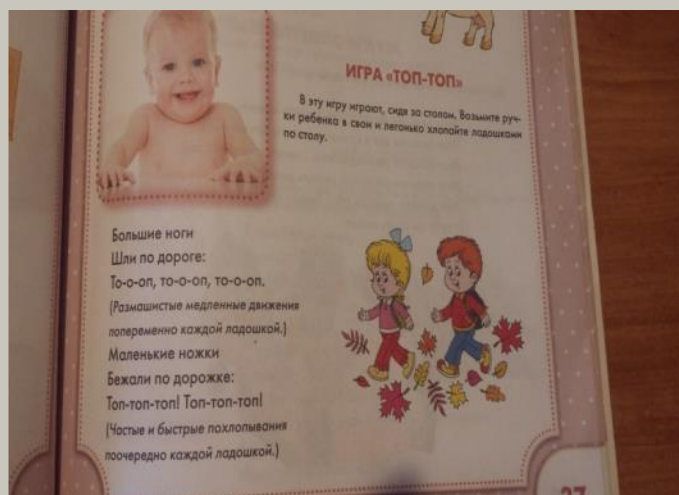 ИГРА «ТОП-ТОП»
В эту игру играют, сидя за столом. Возьмите руч-
ки ребенка в свои и легонько хлопайте ладошками
по столу.
Большие ноги
Шли по дороге:
То-о-оп, то-о-оп, то-о-оп.
(Размашистые медленные движения
попеременно каждой ладошкой.)
Маленькие ножки
Бежали по дорожке:
Топ-топ-топ! Топ-топ-топ!
(Частые и быстрые похлопывания
поочередно каждой ладошкой.)
27